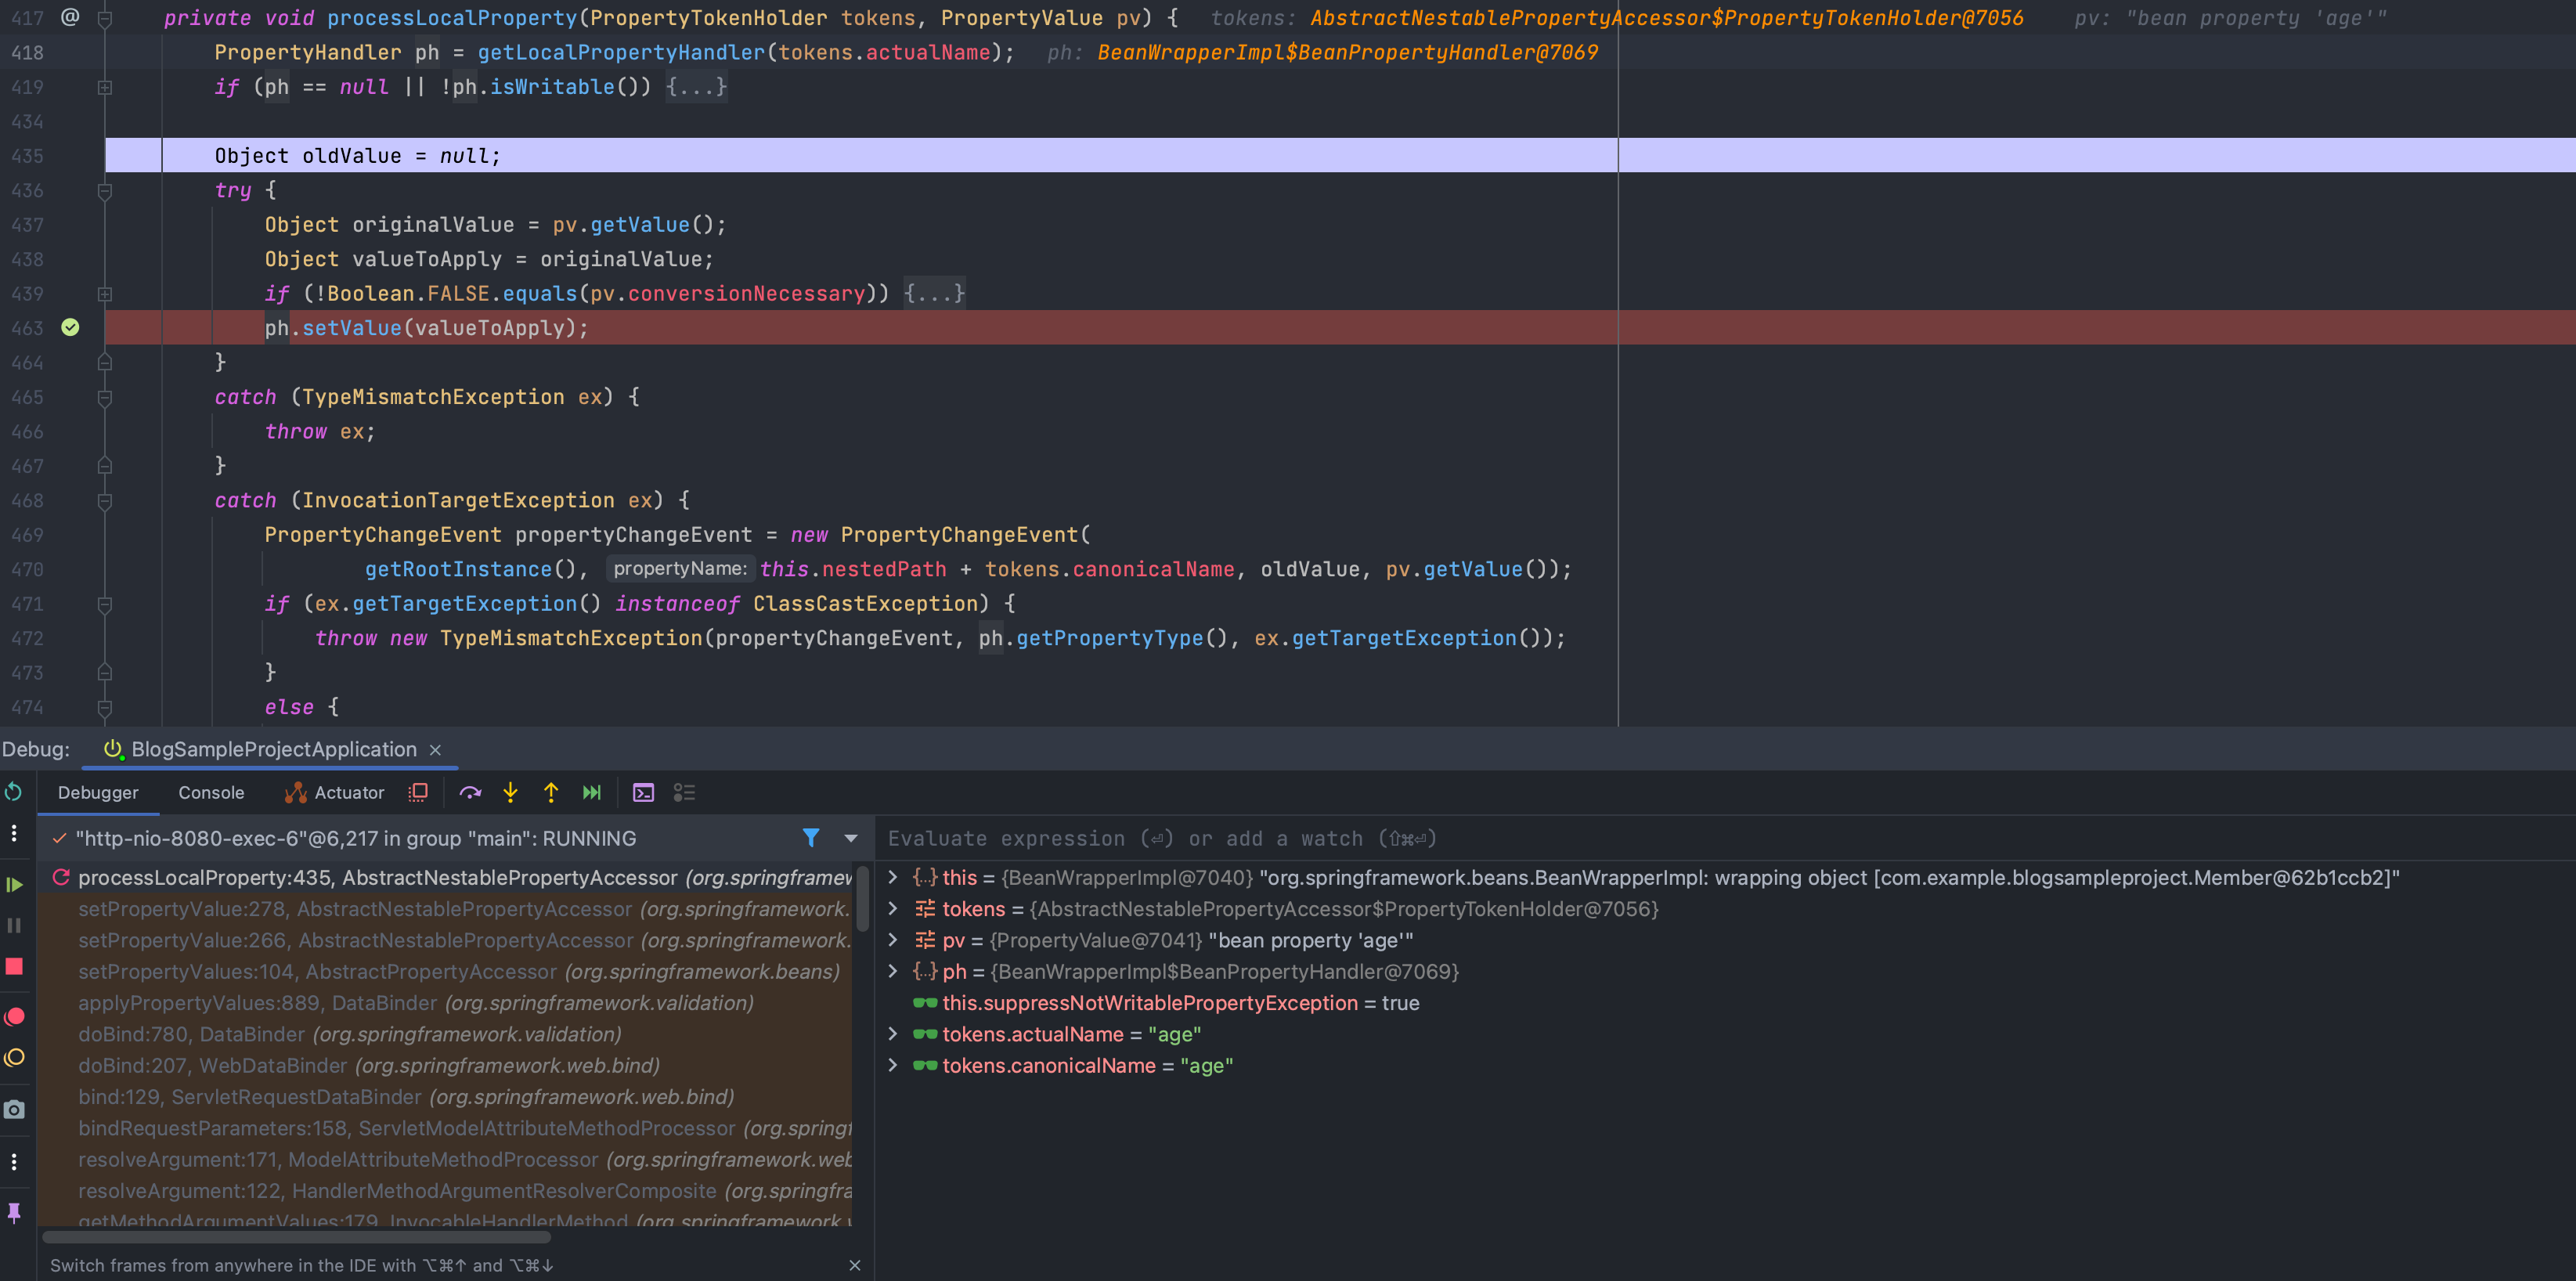 417 @ private void processLocalProperty(PropertyTokenHolder tokens, PropertyValue pv) { tokens: AbstractNestablePropertyAccessor$PropertyTokenHolder@7056 pv: "bean property 'age'"
418 PropertyHandler ph = getLocalPropertyHandler(tokens.actualName); ph: BeanWrapperImpl$BeanPropertyHandler@7069
419 if (ph == null || !ph.isWritable()) {...}
434
435 Object oldValue = null;
436 try {
437 Object originalValue = pv.getValue();
438 Object valueToApply = originalValue;
439 if (!Boolean.FALSE.equals(pv.conversionNecessary)) {...}
463 ph.setValue(valueToApply);
464 }
465 catch (TypeMismatchException ex) {
466 throw ex;
467 }
468 catch (InvocationTargetException ex) {
469 PropertyChangeEvent propertyChangeEvent = new PropertyChangeEvent(
470 getRootInstance(), propertyName: this.nestedPath + tokens.canonicalName, oldValue, pv.getValue());
471 if (ex.getTargetException() instanceof ClassCastException) {
472 throw new TypeMismatchException(propertyChangeEvent, ph.getPropertyType(), ex.getTargetException());
473 }
474 else {
Debug: BlogSampleProjectApplication ×
Debugger Console Actuator
"http-nio-8080-exec-6"@6,217 in group "main": RUNNING
processLocalProperty:435, AbstractNestablePropertyAccessor (org.springframew
setPropertyValue:278, AbstractNestablePropertyAccessor (org.springframework.
setPropertyValue:266, AbstractNestablePropertyAccessor (org.springframework.
setPropertyValues:104, AbstractPropertyAccessor (org.springframework.beans)
applyPropertyValues:889, DataBinder (org.springframework.validation)
doBind:780, DataBinder (org.springframework.validation)
doBind:207, WebDataBinder (org.springframework.web.bind)
bind:129, ServletRequestDataBinder (org.springframework.web.bind)
bindRequestParameters:158, ServletModelAttributeMethodProcessor (org.springf
resolveArgument:171, ModelAttributeMethodProcessor (org.springframework.web
resolveArgument:122, HandlerMethodArgumentResolverComposite (org.springfra
getMethodArgumentValues:179, InvocableHandlerMethod (org.springframework.w
Switch frames from anywhere in the IDE with ⌥⌘↑ and ⌥⌘↓ ×
Evaluate expression (⏎) or add a watch (⇧⌘⏎)
this = {BeanWrapperImpl@7040} "org.springframework.beans.BeanWrapperImpl: wrapping object [com.example.blogsampleproject.Member@62b1ccb2]"
tokens = {AbstractNestablePropertyAccessor$PropertyTokenHolder@7056}
pv = {PropertyValue@7041} "bean property 'age'"
ph = {BeanWrapperImpl$BeanPropertyHandler@7069}
this.suppressNotWritablePropertyException = true
tokens.actualName = "age"
tokens.canonicalName = "age"